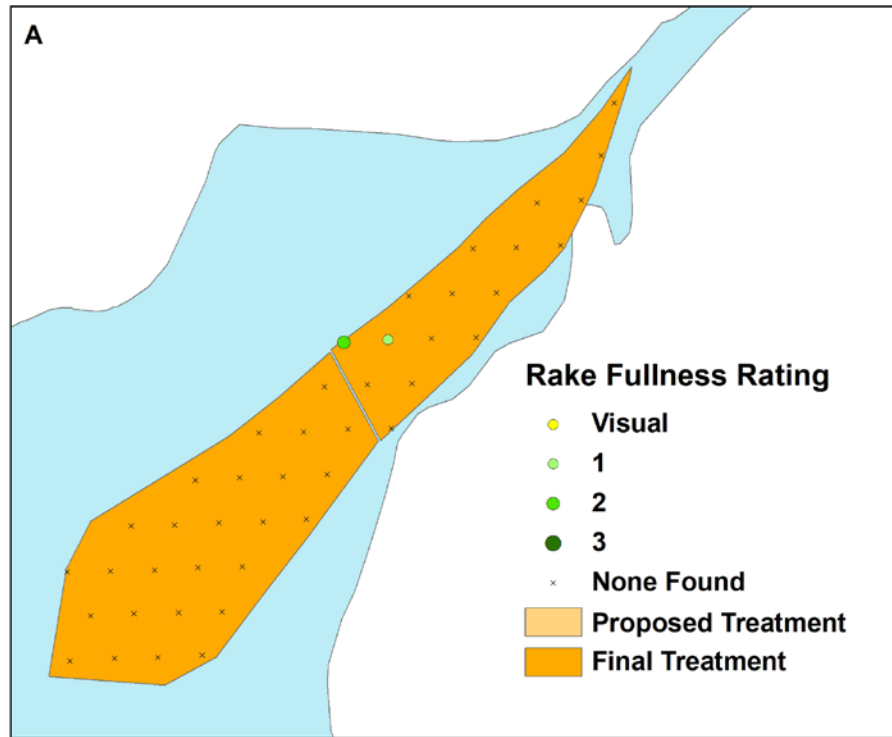 A
Rake Fullness Rating
Visual
1
2
3
None Found
Proposed Treatment
Final Treatment